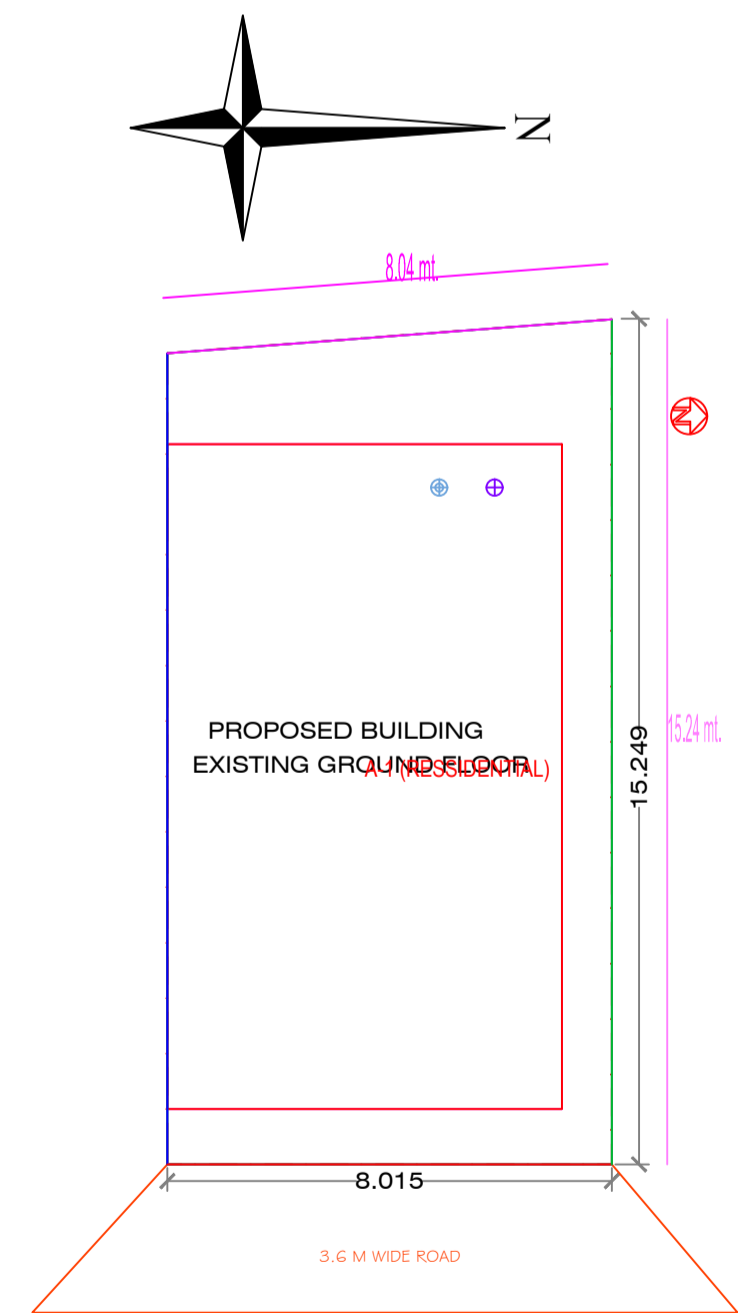 N
8.04 mt.
N
PROPOSED BUILDING
EXISTING GROUND FLOOR
A-1 (RESSIDENTIAL)
15.249
15.24 mt.
8.015
3.6 M WIDE ROAD